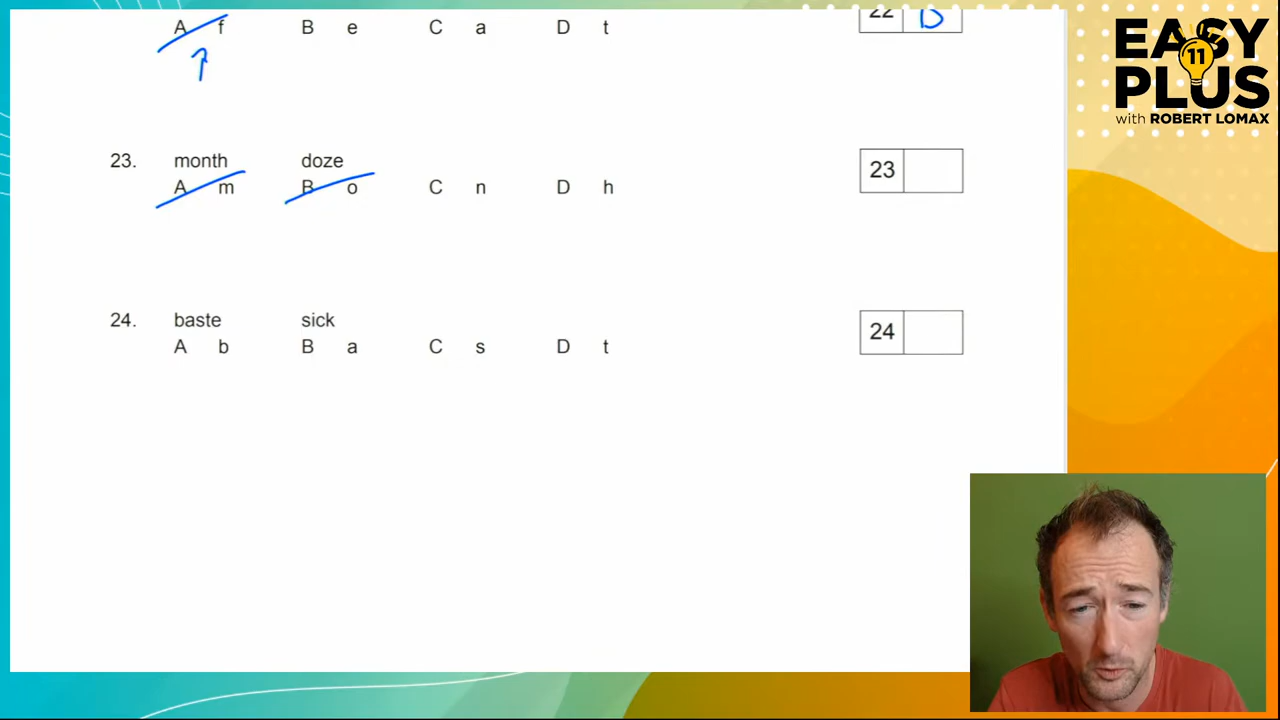 A f B e C a D t
22 D
EASY
11
PLUS
with ROBERT LOMAX
23. month doze
23
A m B o C n D h
24. baste sick
24
A b B a C s D t